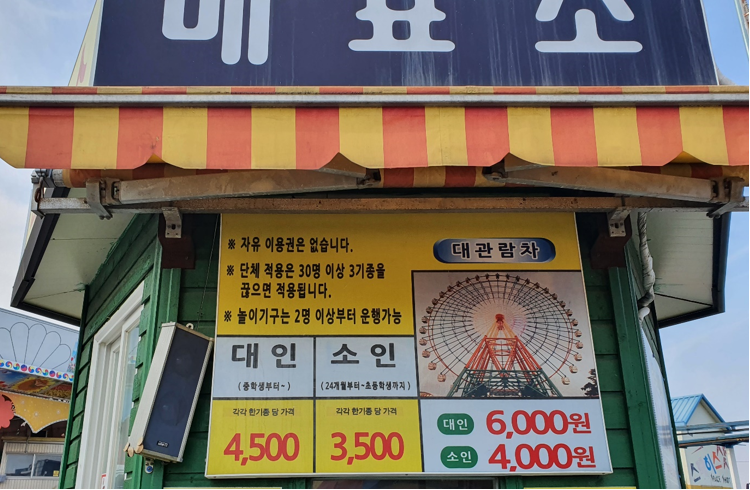 매표소
※ 자유 이용권은 없습니다.
※ 단체 적용은 30명 이상 3기종을
끊으면 적용됩니다.
※ 놀이기구는 2명 이상부터 운행가능
대관람차
대인
(중학생부터~)
소인
(24개월부터~초등학생까지)
각각 한기종 당 가격
4,500
각각 한기종 당 가격
3,500
대인 6,000원
소인 4,000원